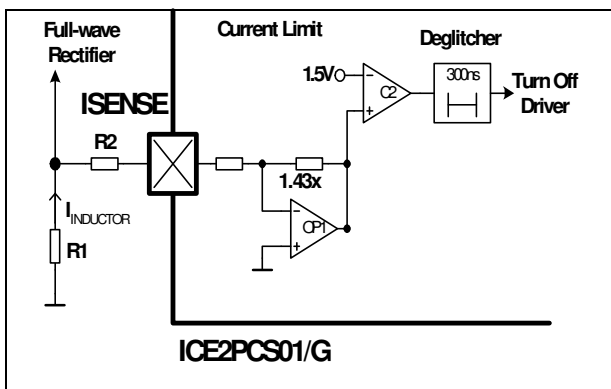 Full-wave
Rectifier
Current Limit
Deglitcher
1.5V
C2
300ns
Turn Off
Driver
ISENSE
R2
1.43x
IINDUCTOR
OP1
R1
ICE2PCS01/G